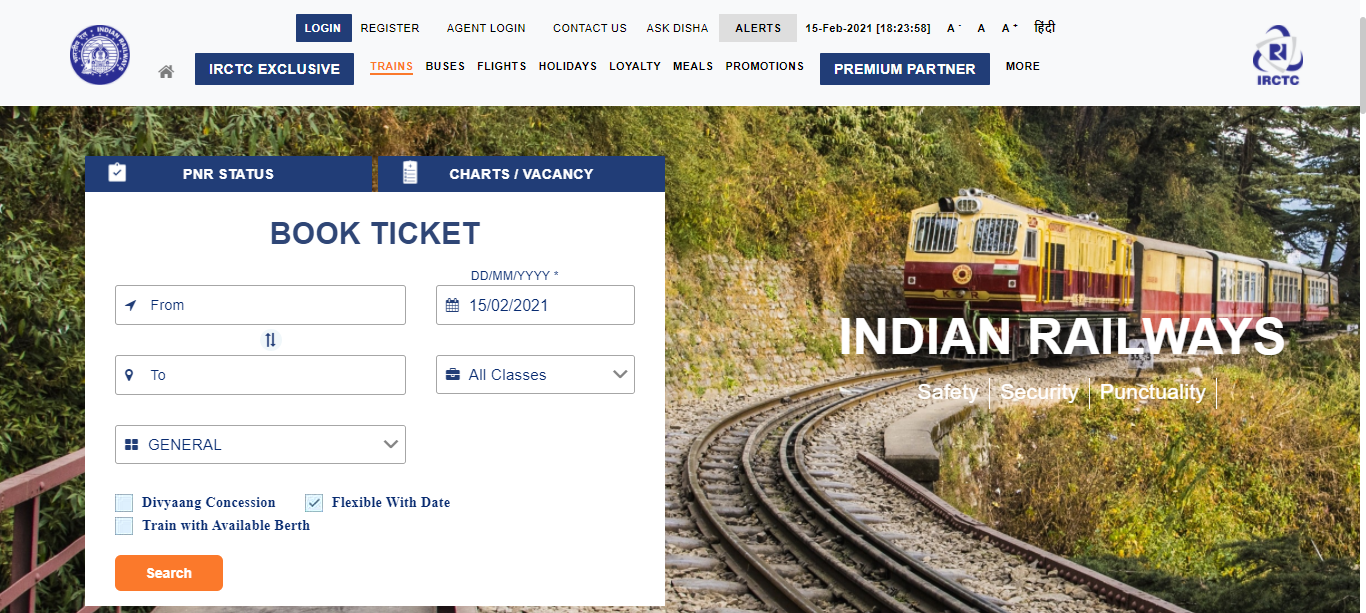 LOGIN REGISTER AGENT LOGIN CONTACT US ASK DISHA ALERTS 15-Feb-2021 [18:23:58] A - A A + हिंदी
IRCTC EXCLUSIVE TRAINS BUSES FLIGHTS HOLIDAYS LOYALTY MEALS PROMOTIONS PREMIUM PARTNER MORE
INDIAN RAILWAYS
IRCTC
PNR STATUS CHARTS / VACANCY
BOOK TICKET
DD/MM/YYYY *
From 15/02/2021
To All Classes
GENERAL
Divyaang Concession Flexible With Date
Train with Available Berth
Search
INDIAN RAILWAYS
Safety | Security | Punctuality |